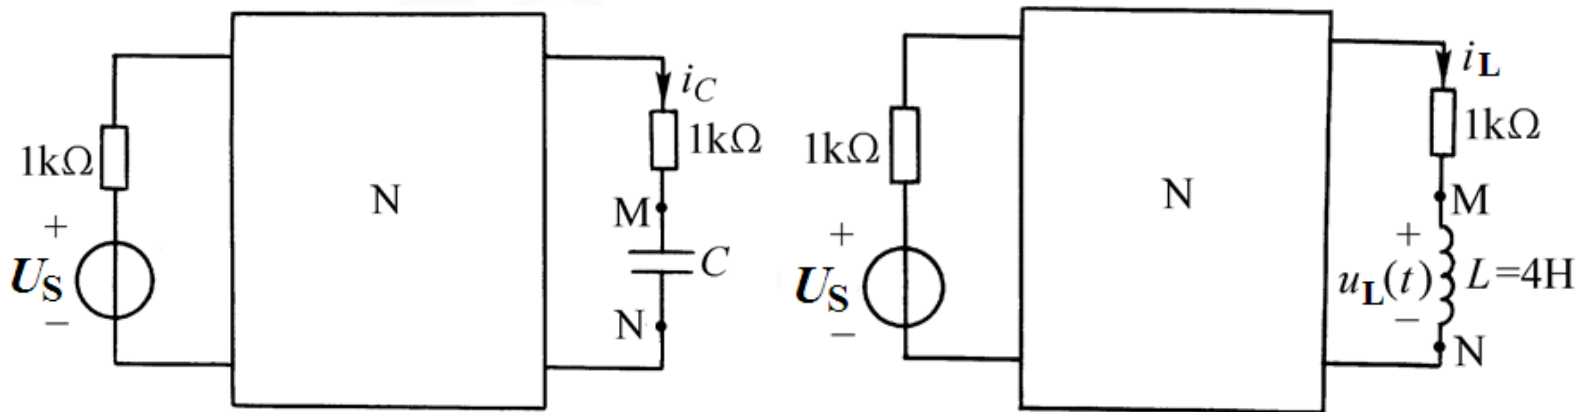 1kΩ
+
U_S
−
N
i_C
1kΩ
M
C
N
1kΩ
+
U_S
−
N
i_L
1kΩ
M
+
u_L(t)
−
L=4H
N